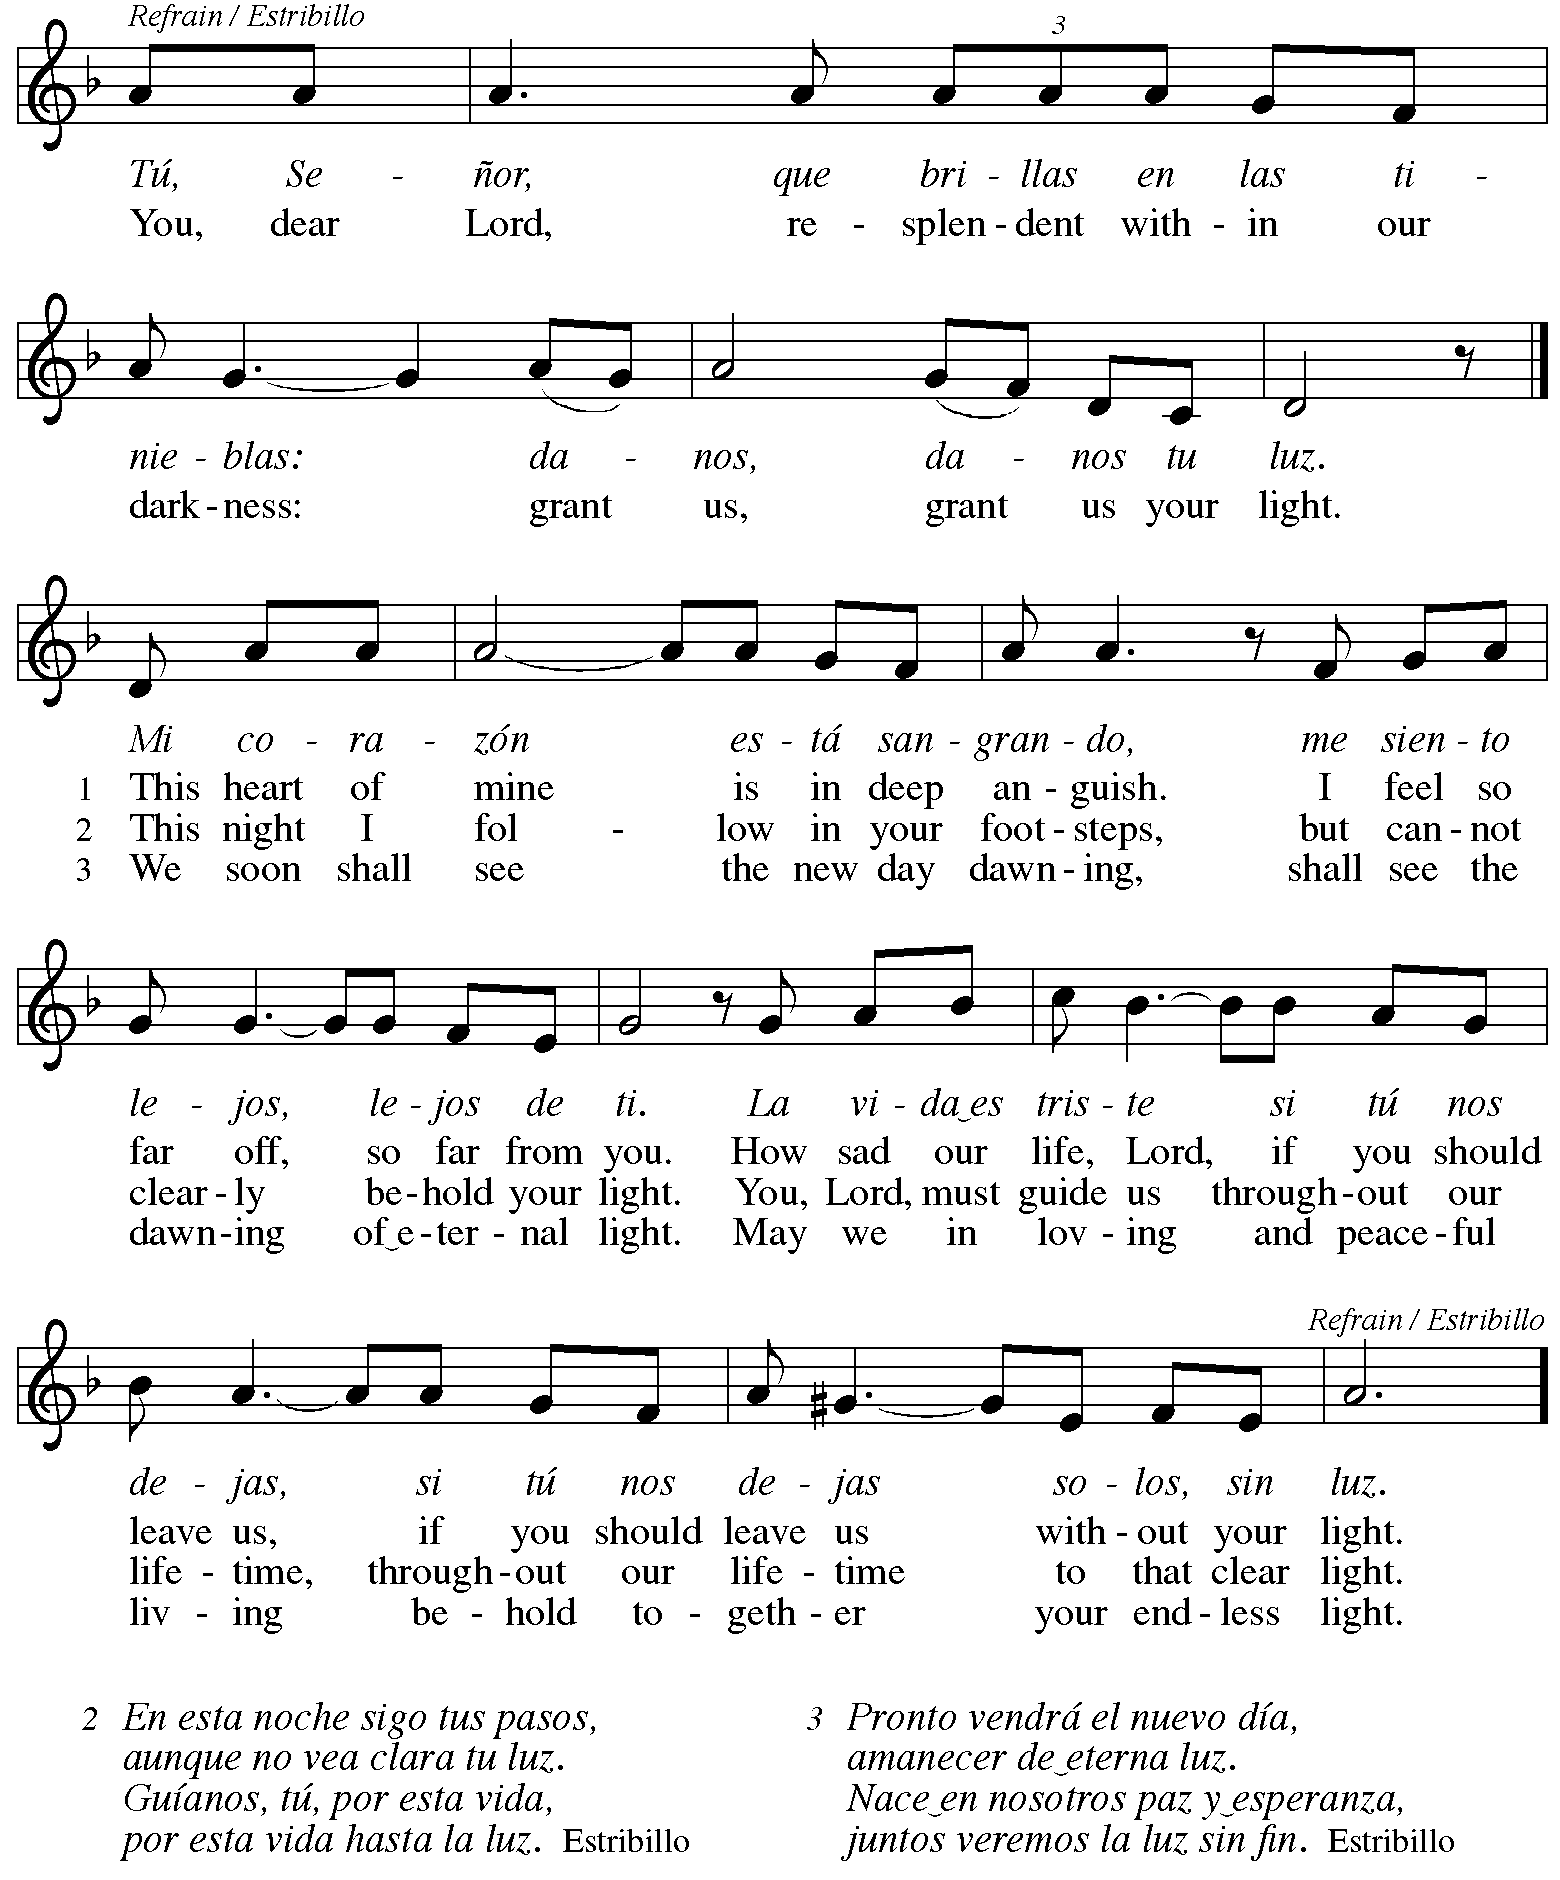 Refrain / Estribillo
3
Tú, Se - ñor, que bri - llas en las ti -
You, dear Lord, re - splen - dent with - in our
nie - blas: da - nos, da - nos tu luz.
dark - ness: grant us, grant us your light.
Mi co - ra - zón es - tá san - gran - do, me sien - to
1 This heart of mine is in deep an - guish. I feel so
2 This night I fol - low in your foot - steps, but can - not
3 We soon shall see the new day dawn - ing, shall see the
le - jos, le - jos de ti. La vi - da‿es tris - te si tú nos
far off, so far from you. How sad our life, Lord, if you should
clear - ly be - hold your light. You, Lord, must guide us through - out our
dawn - ing of‿e - ter - nal light. May we in lov - ing and peace - ful
Refrain / Estribillo
de - jas, si tú nos de - jas so - los, sin luz.
leave us, if you should leave us with - out your light.
life - time, through - out our life - time to that clear light.
liv - ing be - hold to - geth - er your end - less light.
2 En esta noche sigo tus pasos,
aunque no vea clara tu luz.
Guíanos, tú, por esta vida,
por esta vida hasta la luz. Estribillo
3 Pronto vendrá el nuevo día,
amanecer de‿eterna luz.
Nace‿en nosotros paz y‿esperanza,
juntos veremos la luz sin fin. Estribillo